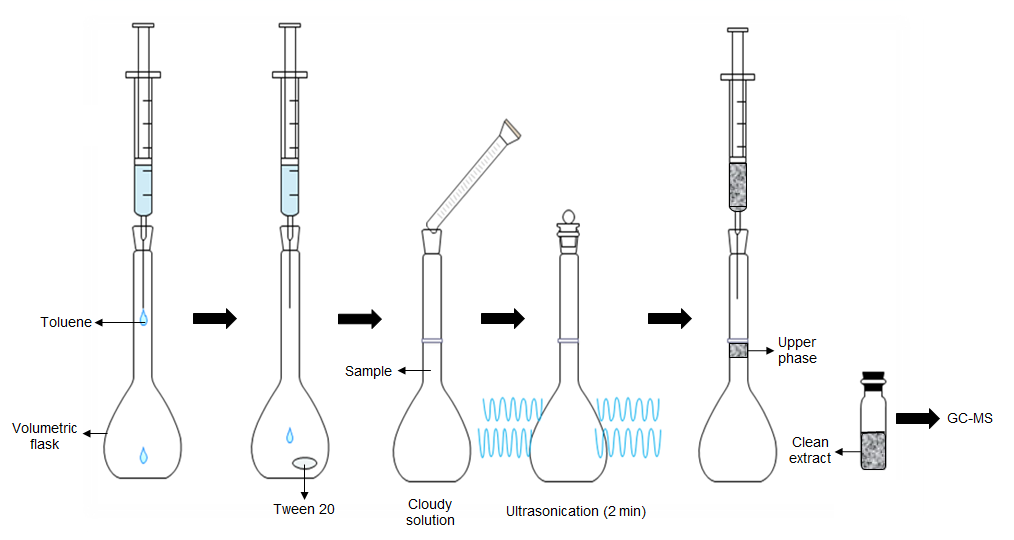 Toluene
Volumetric
flask
Tween 20
Sample
Cloudy
solution
Ultrasonication (2 min)
Upper
phase
Clean
extract
GC-MS